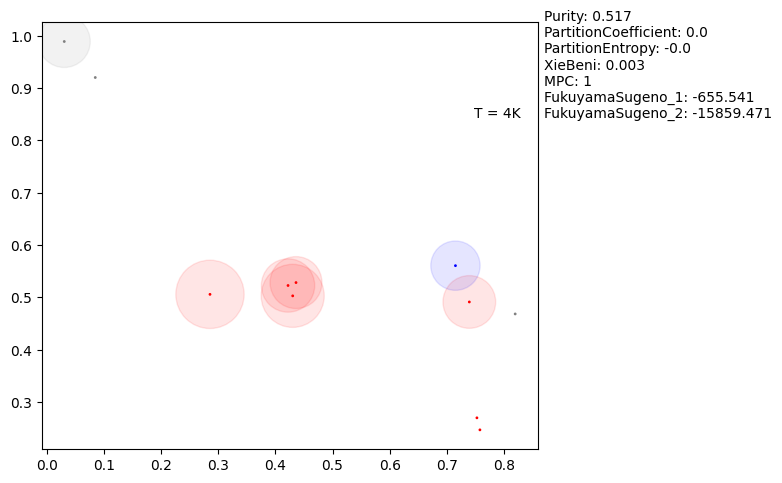 Purity: 0.517
PartitionCoefficient: 0.0
PartitionEntropy: -0.0
XieBeni: 0.003
MPC: 1
FukuyamaSugeno_1: -655.541
FukuyamaSugeno_2: -15859.471
T = 4K
1.0
0.9
0.8
0.7
0.6
0.5
0.4
0.3
0.0 0.1 0.2 0.3 0.4 0.5 0.6 0.7 0.8